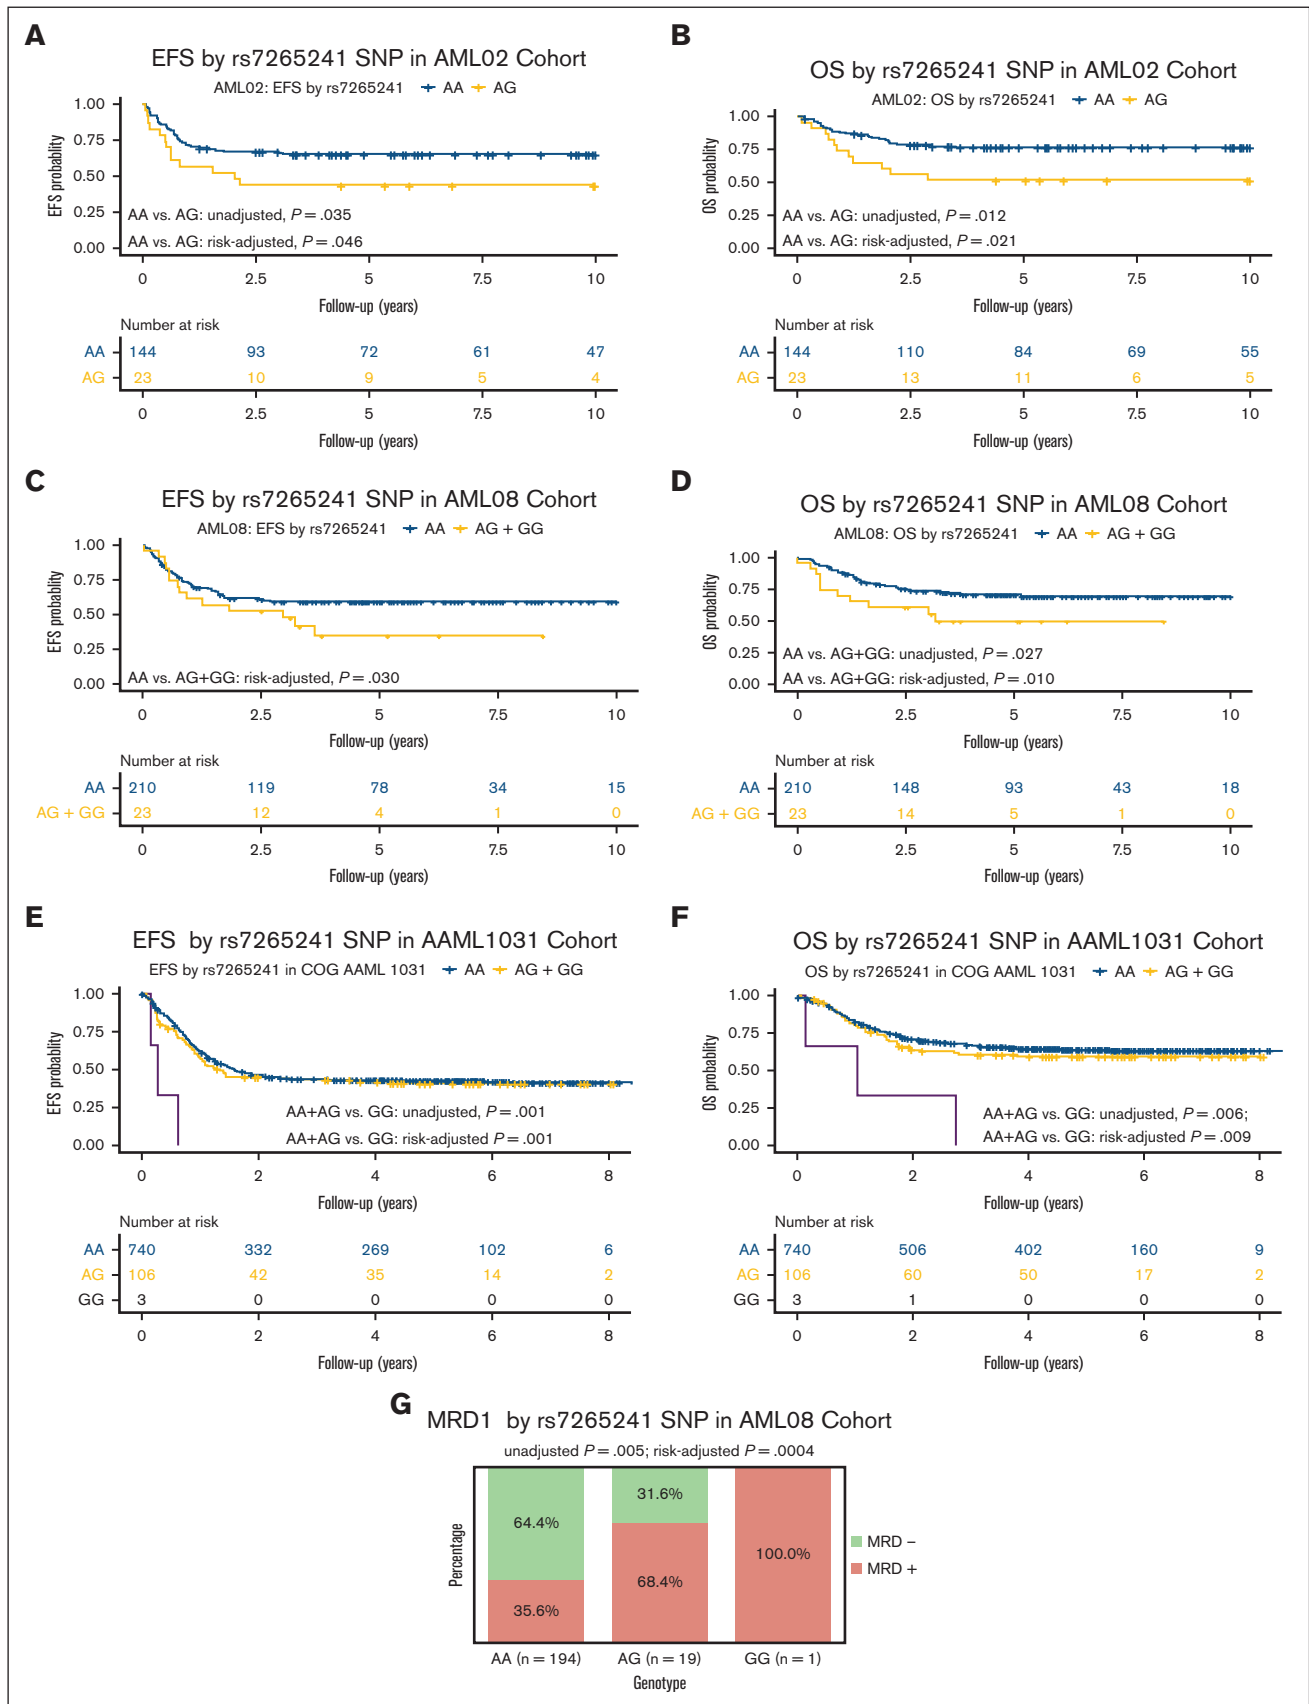 A
EFS by rs7265241 SNP in AML02 Cohort
AML02: EFS by rs7265241 AA AG
1.00
0.75
0.50
0.25
0.00
EFS probablity
AA vs. AG: unadjusted, P = .035
AA vs. AG: risk-adjusted, P = .046
0 2.5 5 7.5 10
Follow-up (years)
Number at risk
AA 144 93 72 61 47
AG 23 10 9 5 4
0 2.5 5 7.5 10
Follow-up (years)
B
OS by rs7265241 SNP in AML02 Cohort
AML02: OS by rs7265241 AA AG
1.00
0.75
0.50
0.25
0.00
OS probablity
AA vs. AG: unadjusted, P = .012
AA vs. AG: risk-adjusted, P = .021
0 2.5 5 7.5 10
Follow-up (years)
Number at risk
AA 144 110 84 69 55
AG 23 13 11 6 5
0 2.5 5 7.5 10
Follow-up (years)
C
EFS by rs7265241 SNP in AML08 Cohort
AML08: EFS by rs7265241 AA AG + GG
1.00
0.75
0.50
0.25
0.00
EFS probablity
AA vs. AG+GG: risk-adjusted, P = .030
0 2.5 5 7.5 10
Follow-up (years)
Number at risk
AA 210 119 78 34 15
AG + GG 23 12 4 1 0
0 2.5 5 7.5 10
Follow-up (years)
D
OS by rs7265241 SNP in AML08 Cohort
AML08: OS by rs7265241 AA AG + GG
1.00
0.75
0.50
0.25
0.00
OS probablity
AA vs. AG+GG: unadjusted, P = .027
AA vs. AG+GG: risk-adjusted, P = .010
0 2.5 5 7.5 10
Follow-up (years)
Number at risk
AA 210 148 93 43 18
AG + GG 23 14 5 1 0
0 2.5 5 7.5 10
Follow-up (years)
E
EFS by rs7265241 SNP in AAML1031 Cohort
EFS by rs7265241 in COG AAML 1031 AA AG + GG
1.00
0.75
0.50
0.25
0.00
EFS probablity
AA+AG vs. GG: unadjusted, P = .001
AA+AG vs. GG: risk-adjusted P = .001
0 2 4 6 8
Follow-up (years)
Number at risk
AA 740 332 269 102 6
AG 106 42 35 14 2
GG 3 0 0 0 0
0 2 4 6 8
Follow-up (years)
F
OS by rs7265241 SNP in AAML1031 Cohort
OS by rs7265241 in COG AAML 1031 AA AG + GG
1.00
0.75
0.50
0.25
0.00
OS probablity
AA+AG vs. GG: unadjusted, P = .006;
AA+AG vs. GG: risk-adjusted P = .009
0 2 4 6 8
Follow-up (years)
Number at risk
AA 740 506 402 160 9
AG 106 60 50 17 2
GG 3 1 0 0 0
0 2 4 6 8
Follow-up (years)
G
MRD1 by rs7265241 SNP in AML08 Cohort
unadjusted P = .005; risk-adjusted P = .0004
Percentage
64.4%
35.6%
31.6%
68.4%
100.0%
MRD −
MRD +
AA (n = 194) AG (n = 19) GG (n = 1)
Genotype